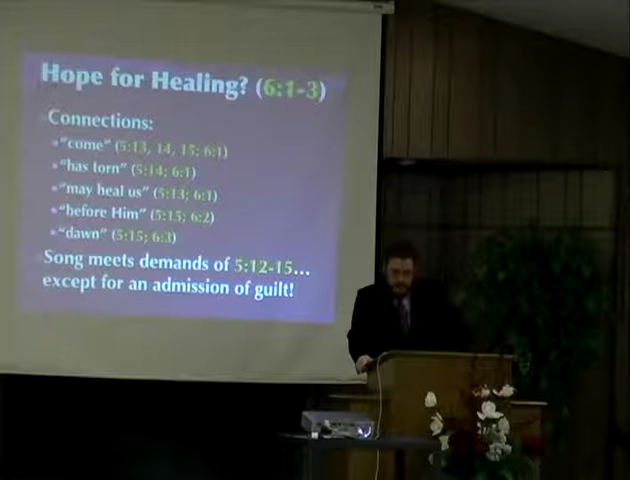 Hope for Healing? (6:1-3)
Connections:
"come" (5:13, 14, 15; 6:1)
"has torn" (5:14; 6:1)
"may heal us" (5:13; 6:1)
"before Him" (5:15; 6:2)
"dawn" (5:15; 6:3)
Song meets demands of 5:12-15...
except for an admission of guilt!